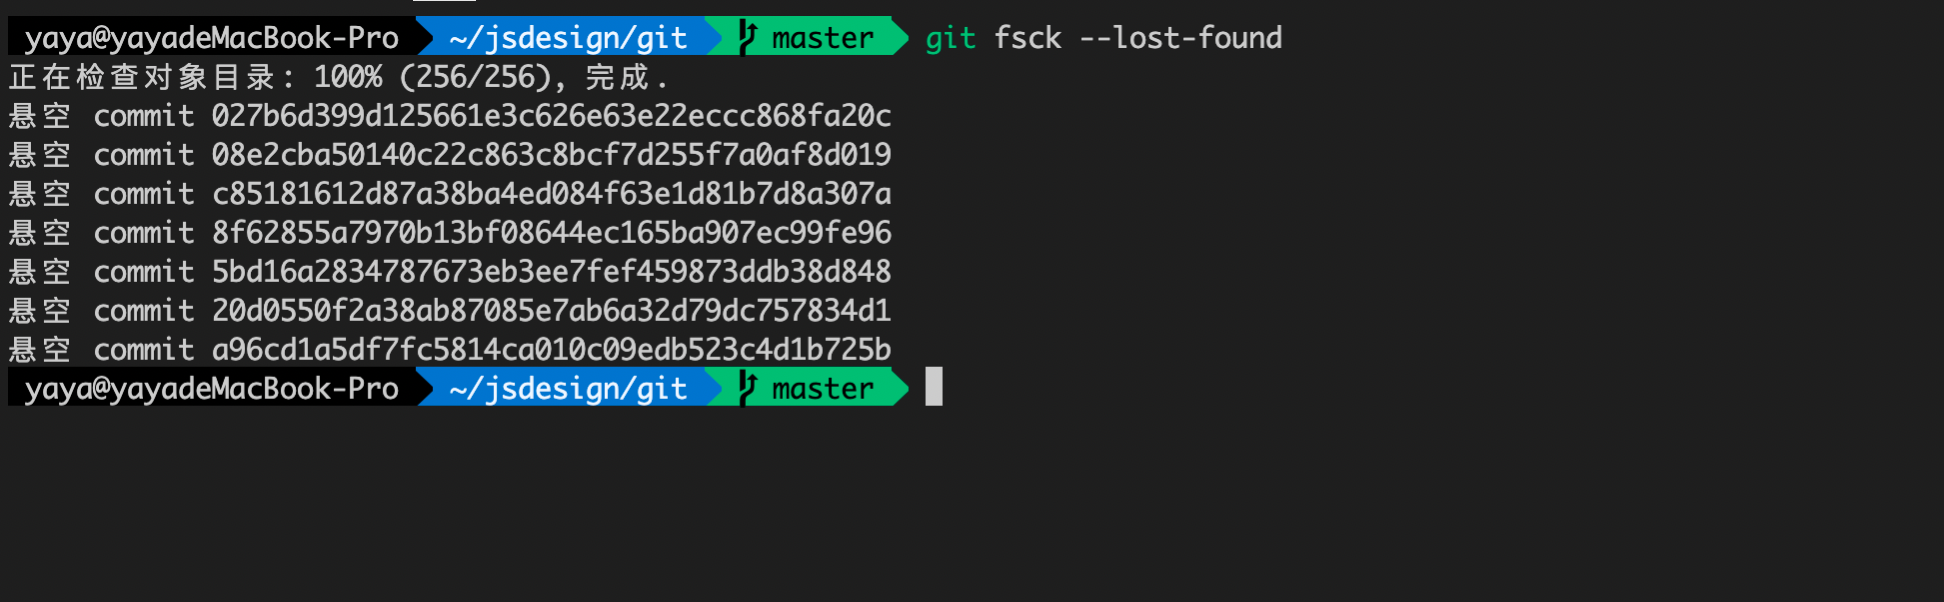 yaya@yayadeMacBook-Pro ~/jsdesign/git master git fsck --lost-found
正在检查对象目录: 100% (256/256), 完成.
悬空 commit 027b6d399d125661e3c626e63e22eccc868fa20c
悬空 commit 08e2cba50140c22c863c8bcf7d255f7a0af8d019
悬空 commit c85181612d87a38ba4ed084f63e1d81b7d8a307a
悬空 commit 8f62855a7970b13bf08644ec165ba907ec99fe96
悬空 commit 5bd16a2834787673eb3ee7fef459873ddb38d848
悬空 commit 20d0550f2a38ab87085e7ab6a32d79dc757834d1
悬空 commit a96cd1a5df7fc5814ca010c09edb523c4d1b725b
yaya@yayadeMacBook-Pro ~/jsdesign/git master